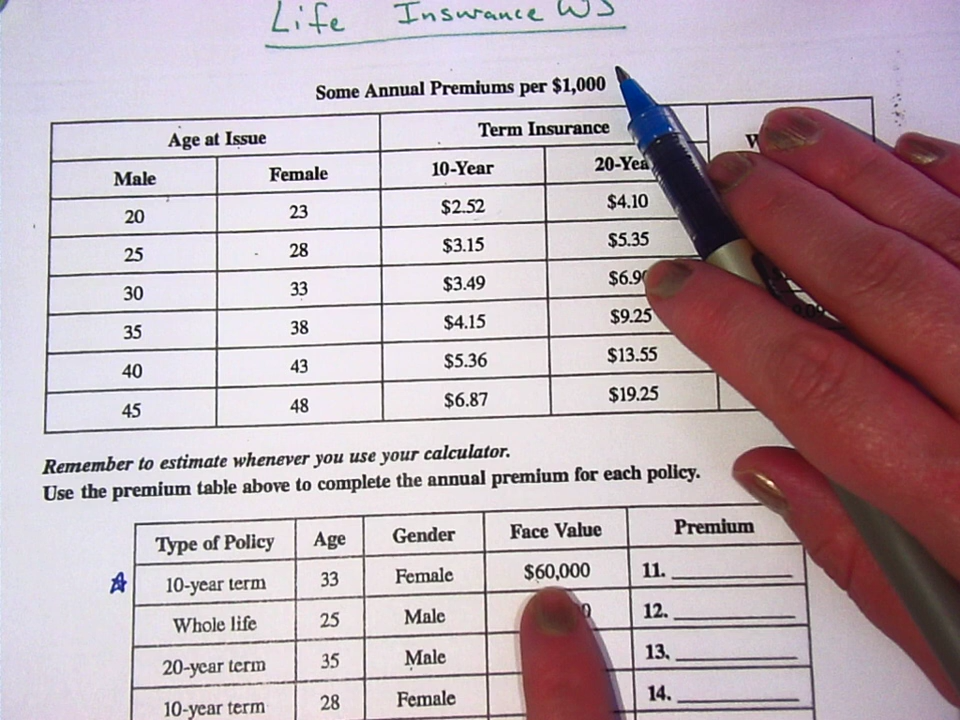 Life Insurance WS
Some Annual Premiums per $1,000
Age at Issue Term Insurance
Male Female 10-Year
20 23 $2.52 $4.10
25 28 $3.15 $5.35
30 33 $3.49
35 38 $4.15 $9.25
40 43 $5.36 $13.55
45 48 $6.87 $19.25
Remember to estimate whenever you use your calculator.
Use the premium table above to complete the annual premium for each policy.
Type of Policy Age Gender Face Value Premium
10-year term 33 Female $60,000 11.
Whole life 25 Male 12.
20-year term 35 Male 13.
10-year term 28 Female 14.